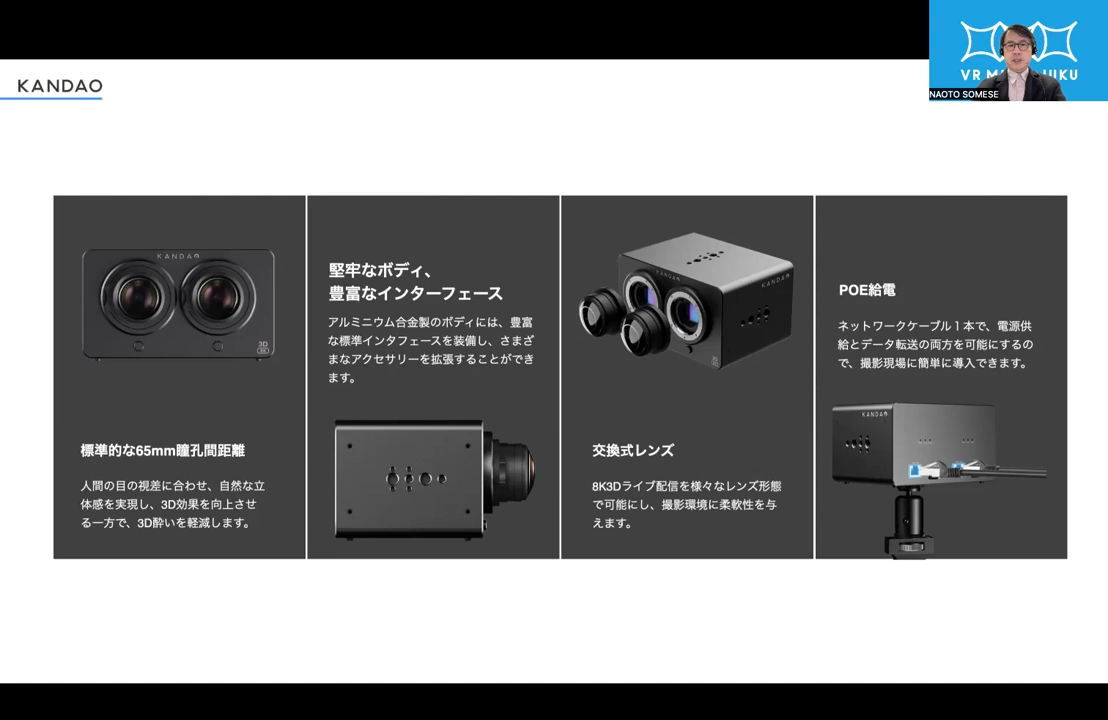 KANDAO
NAOTO SOMESE
KANDAO
3D
8K
標準的な65mm瞳孔間距離
人間の目の視差に合わせ、自然な立
体感を実現し、3D効果を向上させ
る一方で、3D酔いを軽減します。
堅牢なボディ、
豊富なインターフェース
アルミニウム合金製のボディには、豊富
な標準インタフェースを装備し、さまざ
まなアクセサリーを拡張することができ
ます。
KANDAO
KANDAO
交換式レンズ
8K3Dライブ配信を様々なレンズ形態
で可能にし、撮影環境に柔軟性を与
えます。
POE給電
ネットワークケーブル１本で、電源供
給とデータ転送の両方を可能にするの
で、撮影現場に簡単に導入できます。
KANDAO